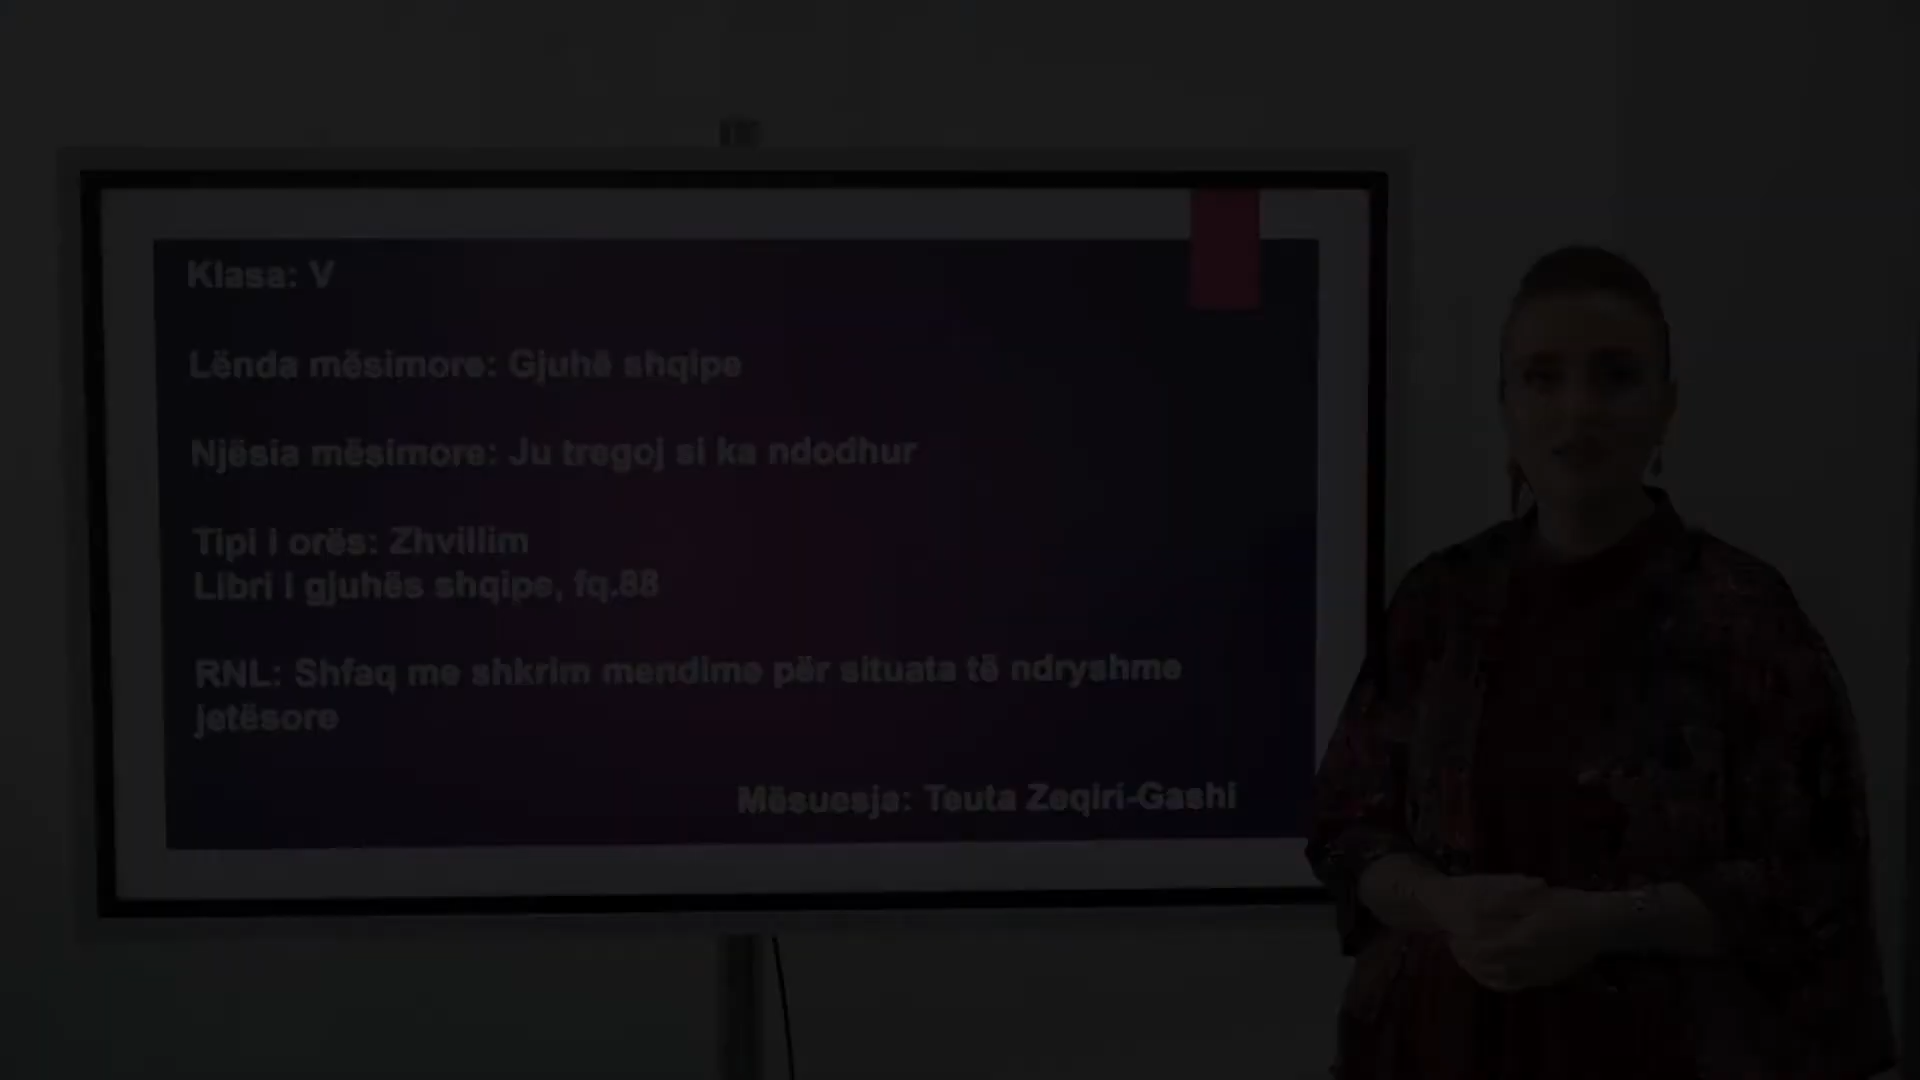 Klasa: V
Lënda mësimore: Gjuhë shqipe
Njësia mësimore: Ju tregoj si ka ndodhur
Tipi i orës: Zhvillim
Libri i gjuhës shqipe, fq.88
RNL: Shfaq me shkrim mendime për situata të ndryshme
jetësore
Mësuesja: Teuta Zeqiri-Gashi